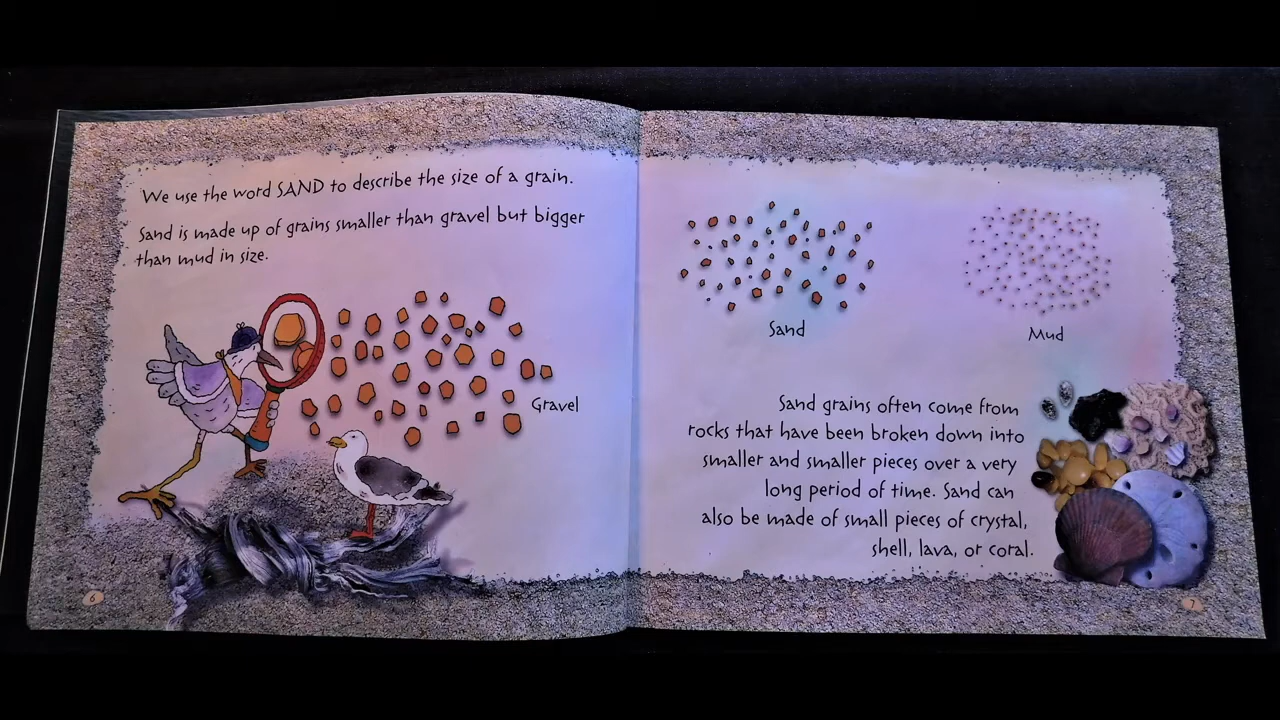 We use the word SAND to describe the size of a grain.
Sand is made up of grains smaller than gravel but bigger
than mud in size.
Gravel
6
Sand
Mud
Sand grains often come from
rocks that have been broken down into
smaller and smaller pieces over a very
long period of time. Sand can
also be made of small pieces of crystal,
shell, lava, or coral.
7